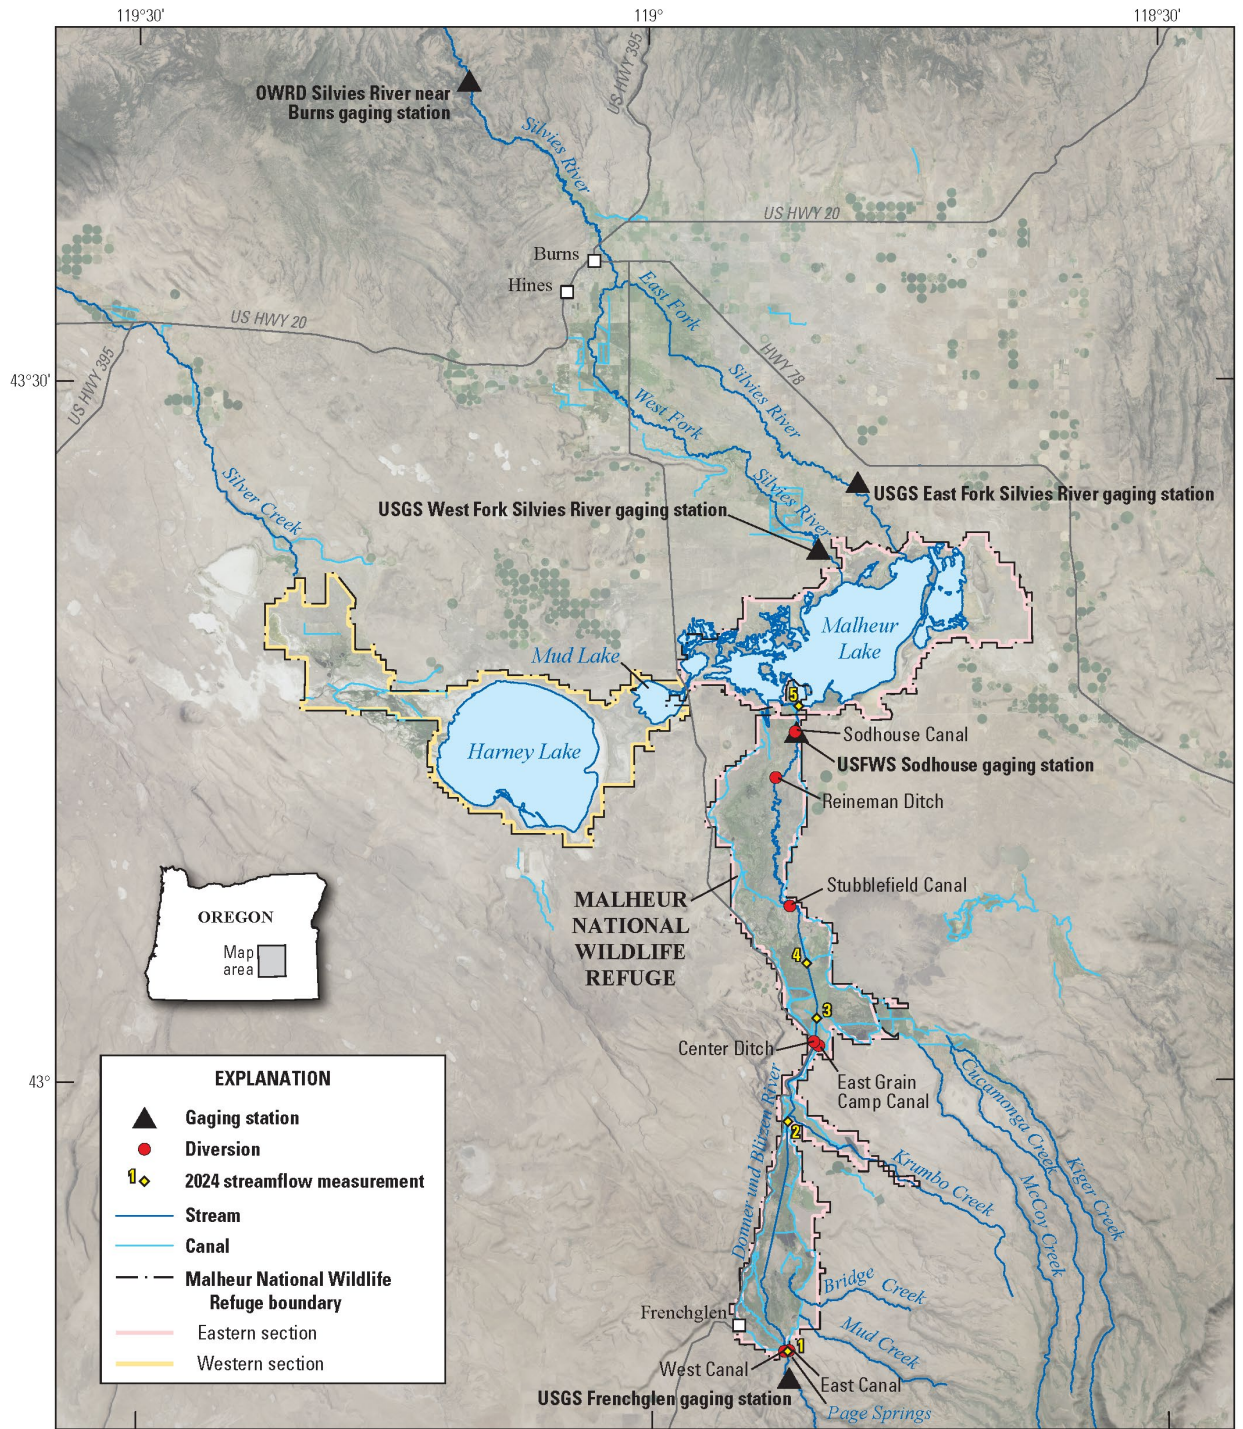 119°30'
119°
118°30'
US HWY 395
OWRD Silvies River near
Burns gaging station
Silvies River
US HWY 20
Burns
Hines
East Fork
Silvies River
US HWY 20
HWY 78
US HWY 395
43°30'
West Fork
Silvies River
Silver Creek
USGS East Fork Silvies River gaging station
USGS West Fork Silvies River gaging station
Malheur
Lake
Mud Lake
5
Harney Lake
Sodhouse Canal
USFWS Sodhouse gaging station
Reineman Ditch
Stubblefield Canal
MALHEUR
NATIONAL
WILDLIFE
REFUGE
OREGON
Map
area
4
3
Center Ditch
East Grain
Camp Canal
43°
2
Donner und Blitzen River
Cucamonga Creek
Kiger Creek
McCoy Creek
Krumbo Creek
Bridge Creek
Mud Creek
Frenchglen
1
West Canal
East Canal
USGS Frenchglen gaging station
Page Springs
EXPLANATION
Gaging station
Diversion
1 2024 streamflow measurement
Stream
Canal
Malheur National Wildlife
Refuge boundary
Eastern section
Western section